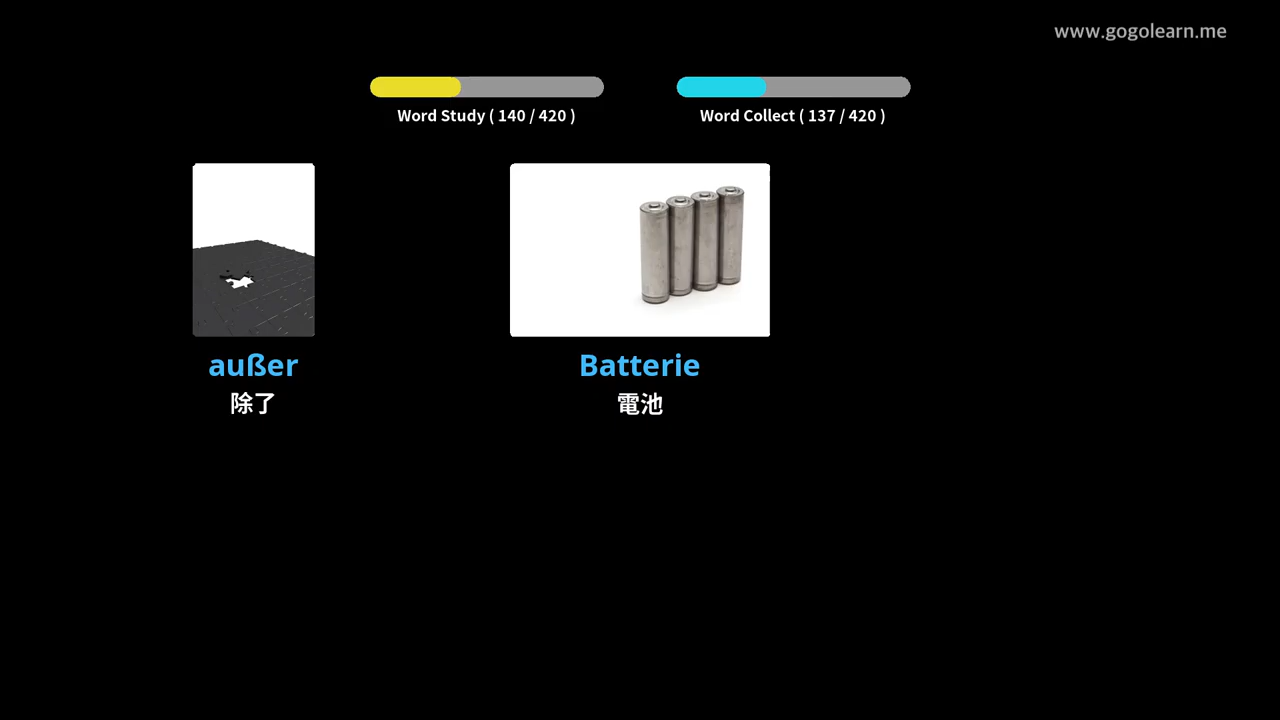 www.gogolearn.me
Word Study ( 140 / 420 )
Word Collect ( 137 / 420 )
außer
除了
Batterie
電池